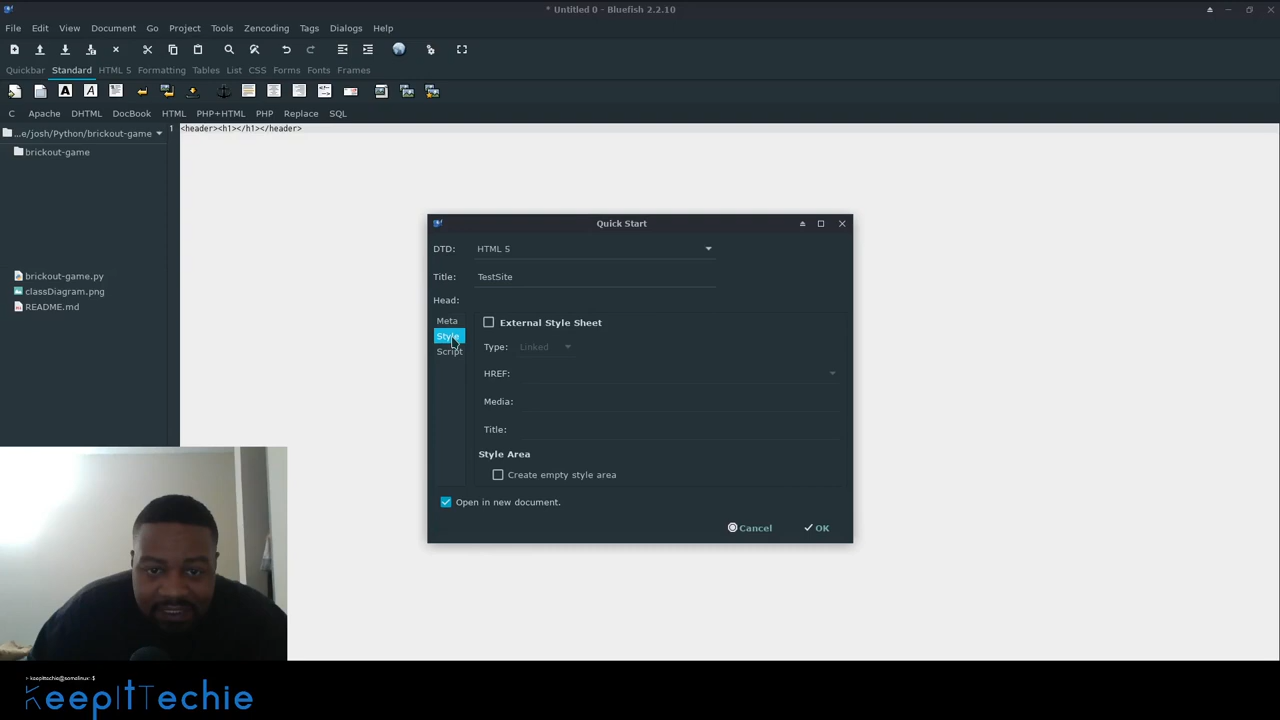 * Untitled 0 - Bluefish 2.2.10
File Edit View Document Go Project Tools Zencoding Tags Dialogs Help
Quickbar Standard HTML 5 Formatting Tables List CSS Forms Fonts Frames
C Apache DHTML DocBook HTML PHP+HTML PHP Replace SQL
...e/josh/Python/brickout-game
1 <header><h1></h1></header>
brickout-game
brickout-game.py
classDiagram.png
README.md
Quick Start
DTD: HTML 5
Title: TestSite
Head:
Meta
Style
Script
External Style Sheet
Type: Linked
HREF:
Media:
Title:
Style Area
Create empty style area
Open in new document.
Cancel OK
> keepittechie@somalinux: $
KeepItTechie